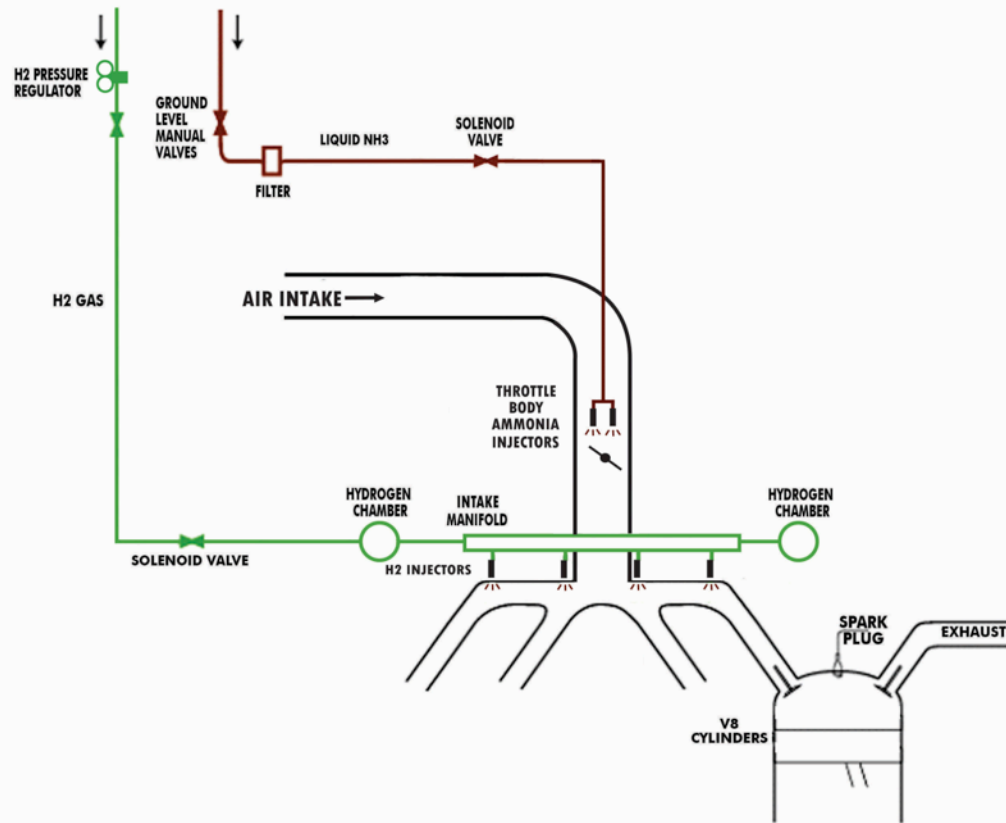 H2 PRESSURE
REGULATOR
GROUND
LEVEL
MANUAL
VALVES
LIQUID NH3
SOLENOID
VALVE
FILTER
H2 GAS
AIR INTAKE
THROTTLE
BODY
AMMONIA
INJECTORS
HYDROGEN
CHAMBER
INTAKE
MANIFOLD
HYDROGEN
CHAMBER
SOLENOID VALVE
H2 INJECTORS
SPARK
PLUG
EXHAUST
V8
CYLINDERS